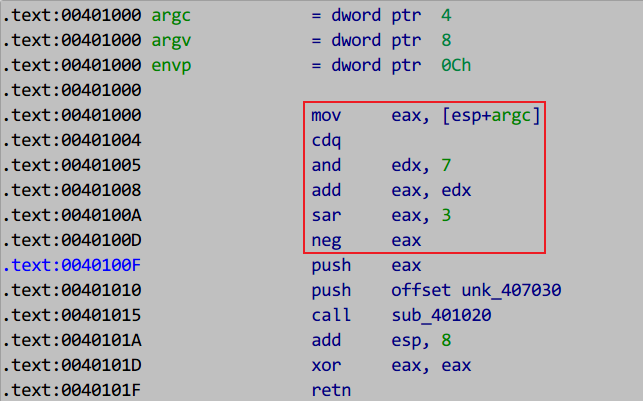 .text:00401000 argc = dword ptr 4
.text:00401000 argv = dword ptr 8
.text:00401000 envp = dword ptr 0Ch
.text:00401000
.text:00401000 mov eax, [esp+argc]
.text:00401004 cdq
.text:00401005 and edx, 7
.text:00401008 add eax, edx
.text:0040100A sar eax, 3
.text:0040100D neg eax
.text:0040100F push eax
.text:00401010 push offset unk_407030
.text:00401015 call sub_401020
.text:0040101A add esp, 8
.text:0040101D xor eax, eax
.text:0040101F retn